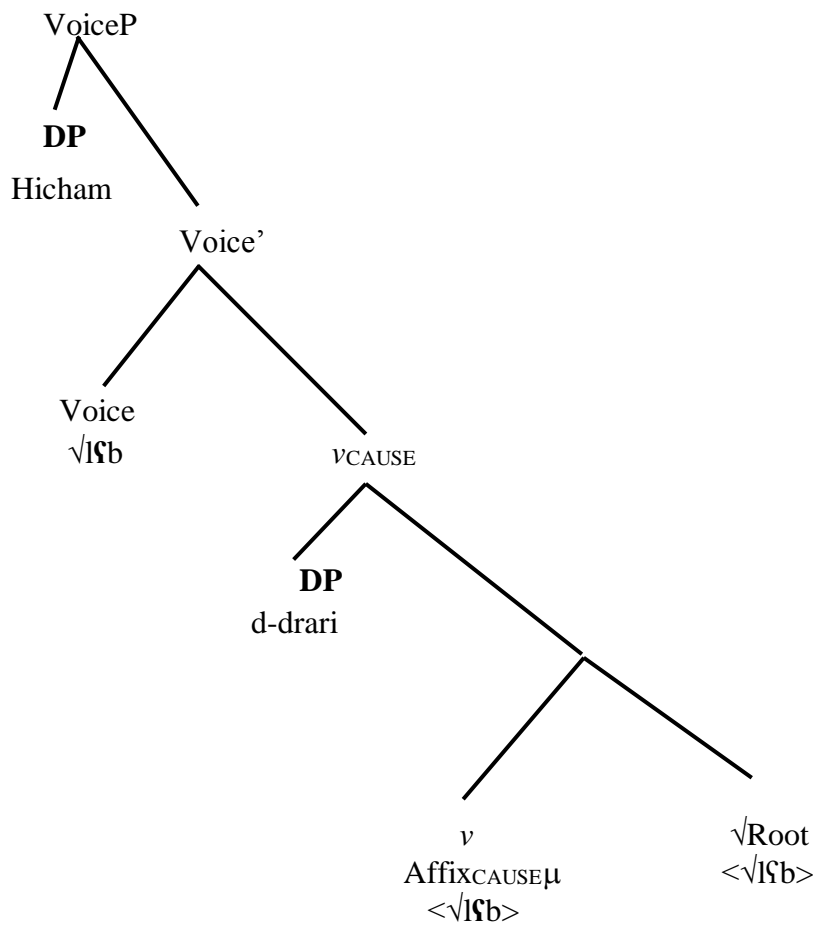 VoiceP
DP
Hicham
Voice’
Voice
√lʕb
vCAUSE
DP
d-drari
v
AffixCAUSEμ
<√lʕb>
√Root
<√lʕb>